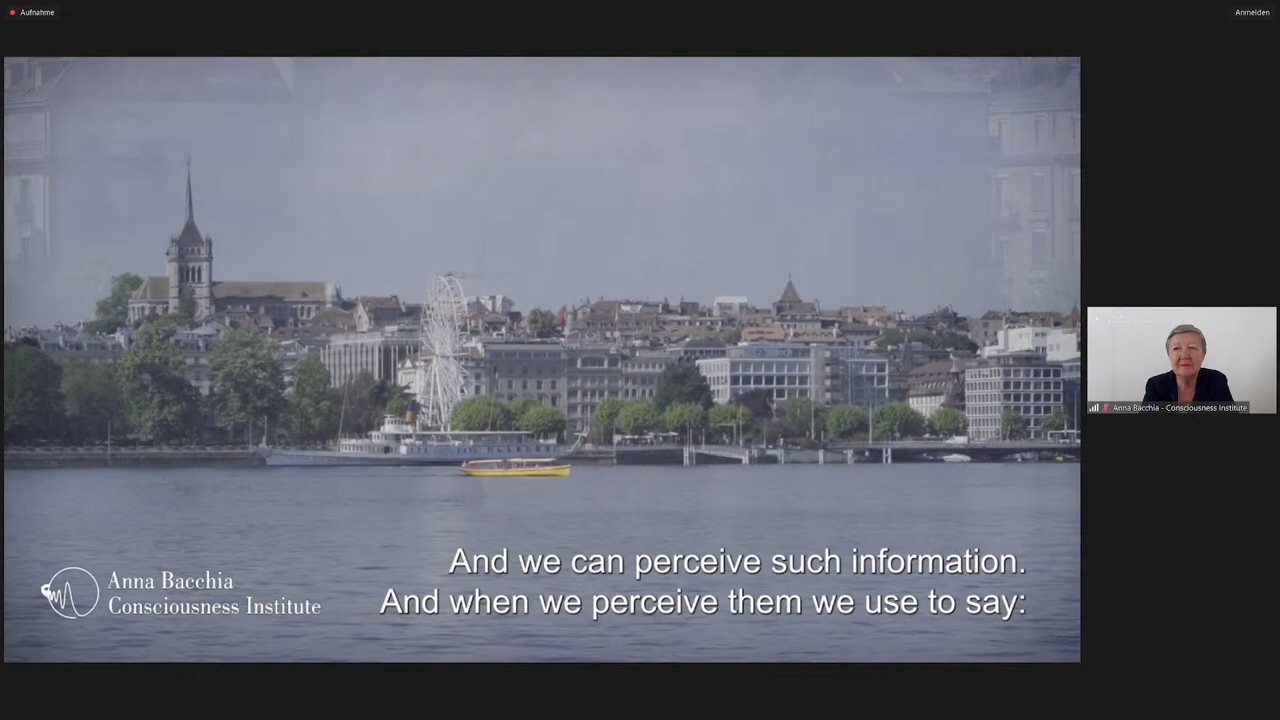 Aufnahme
Anmelden
And we can perceive such information.
And when we perceive them we use to say:
Anna Bacchia
Consciousness Institute
Anna Bacchia - Consciousness Institute